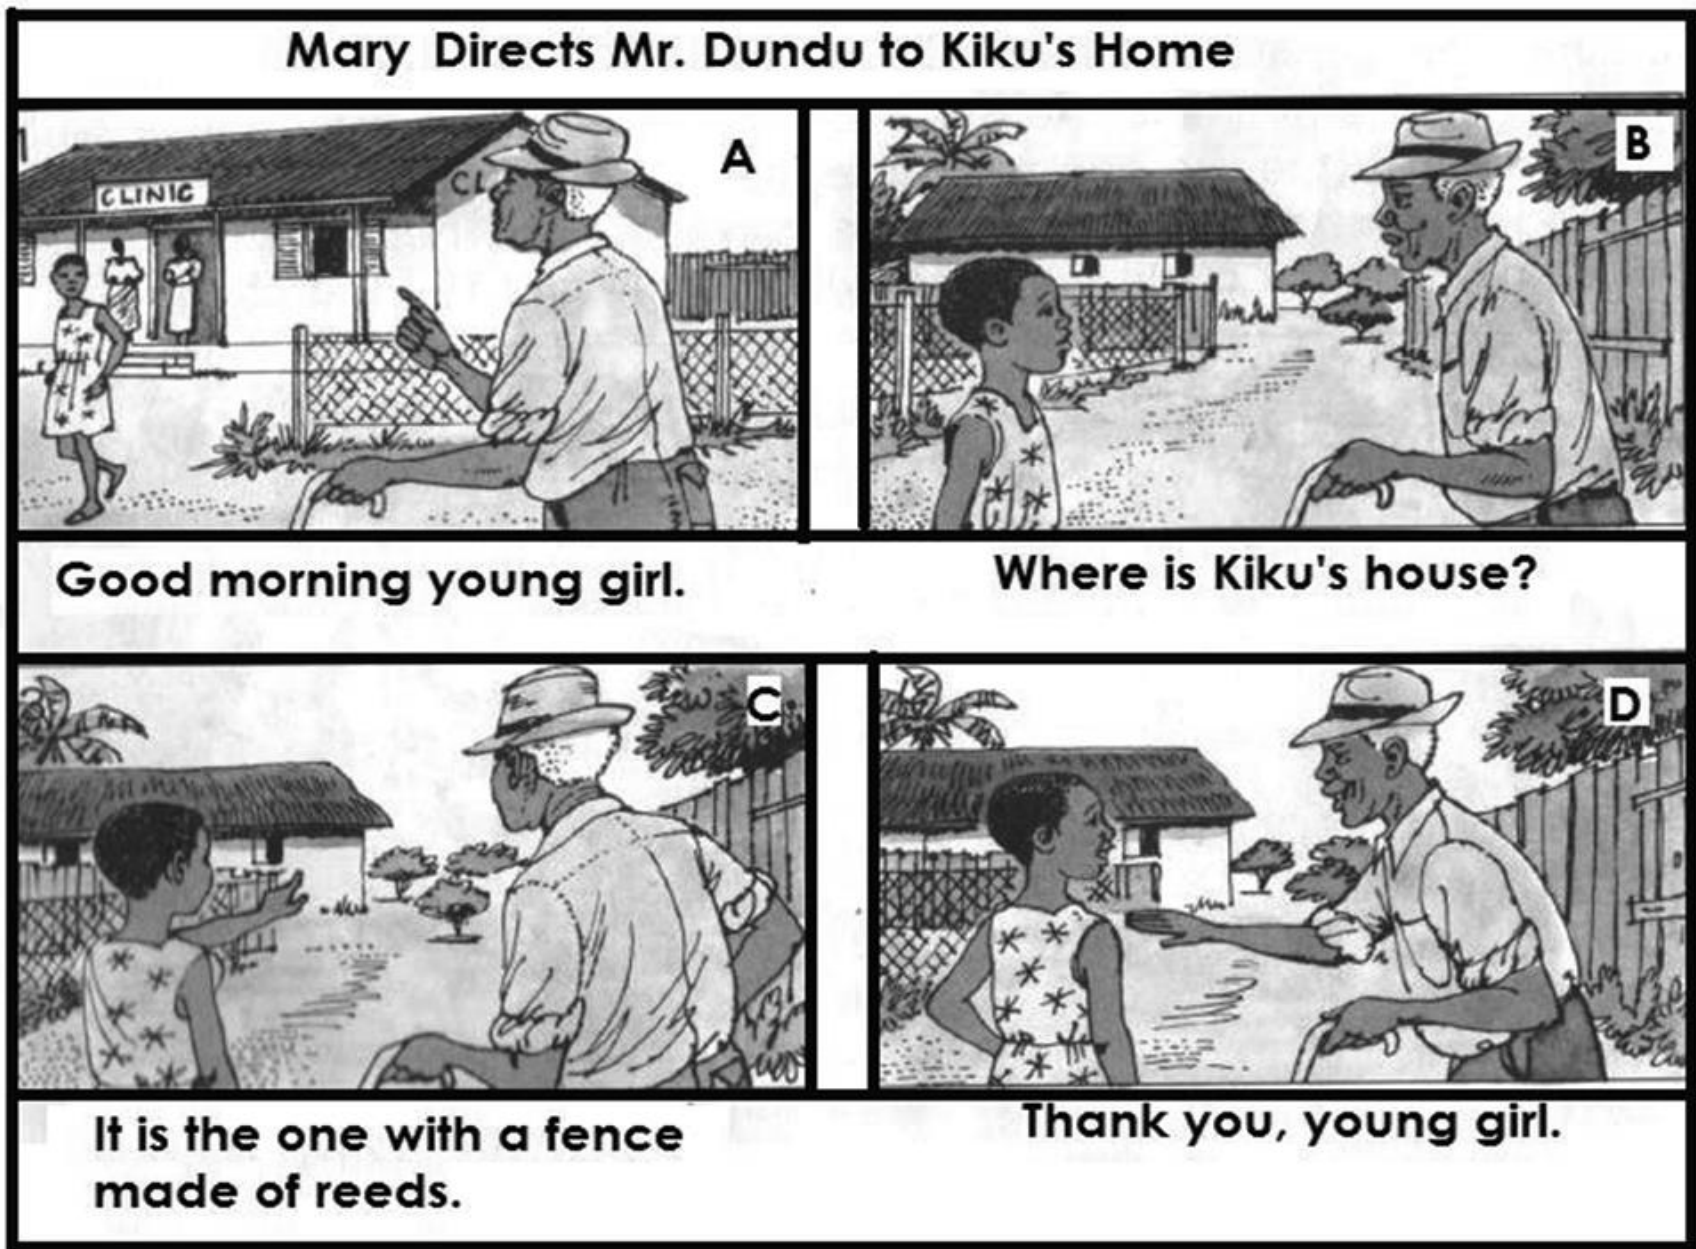 Mary Directs Mr. Dundu to Kiku's Home
A
CLINIC
CL
B
Good morning young girl.
Where is Kiku's house?
C
D
It is the one with a fence
made of reeds.
Thank you, young girl.